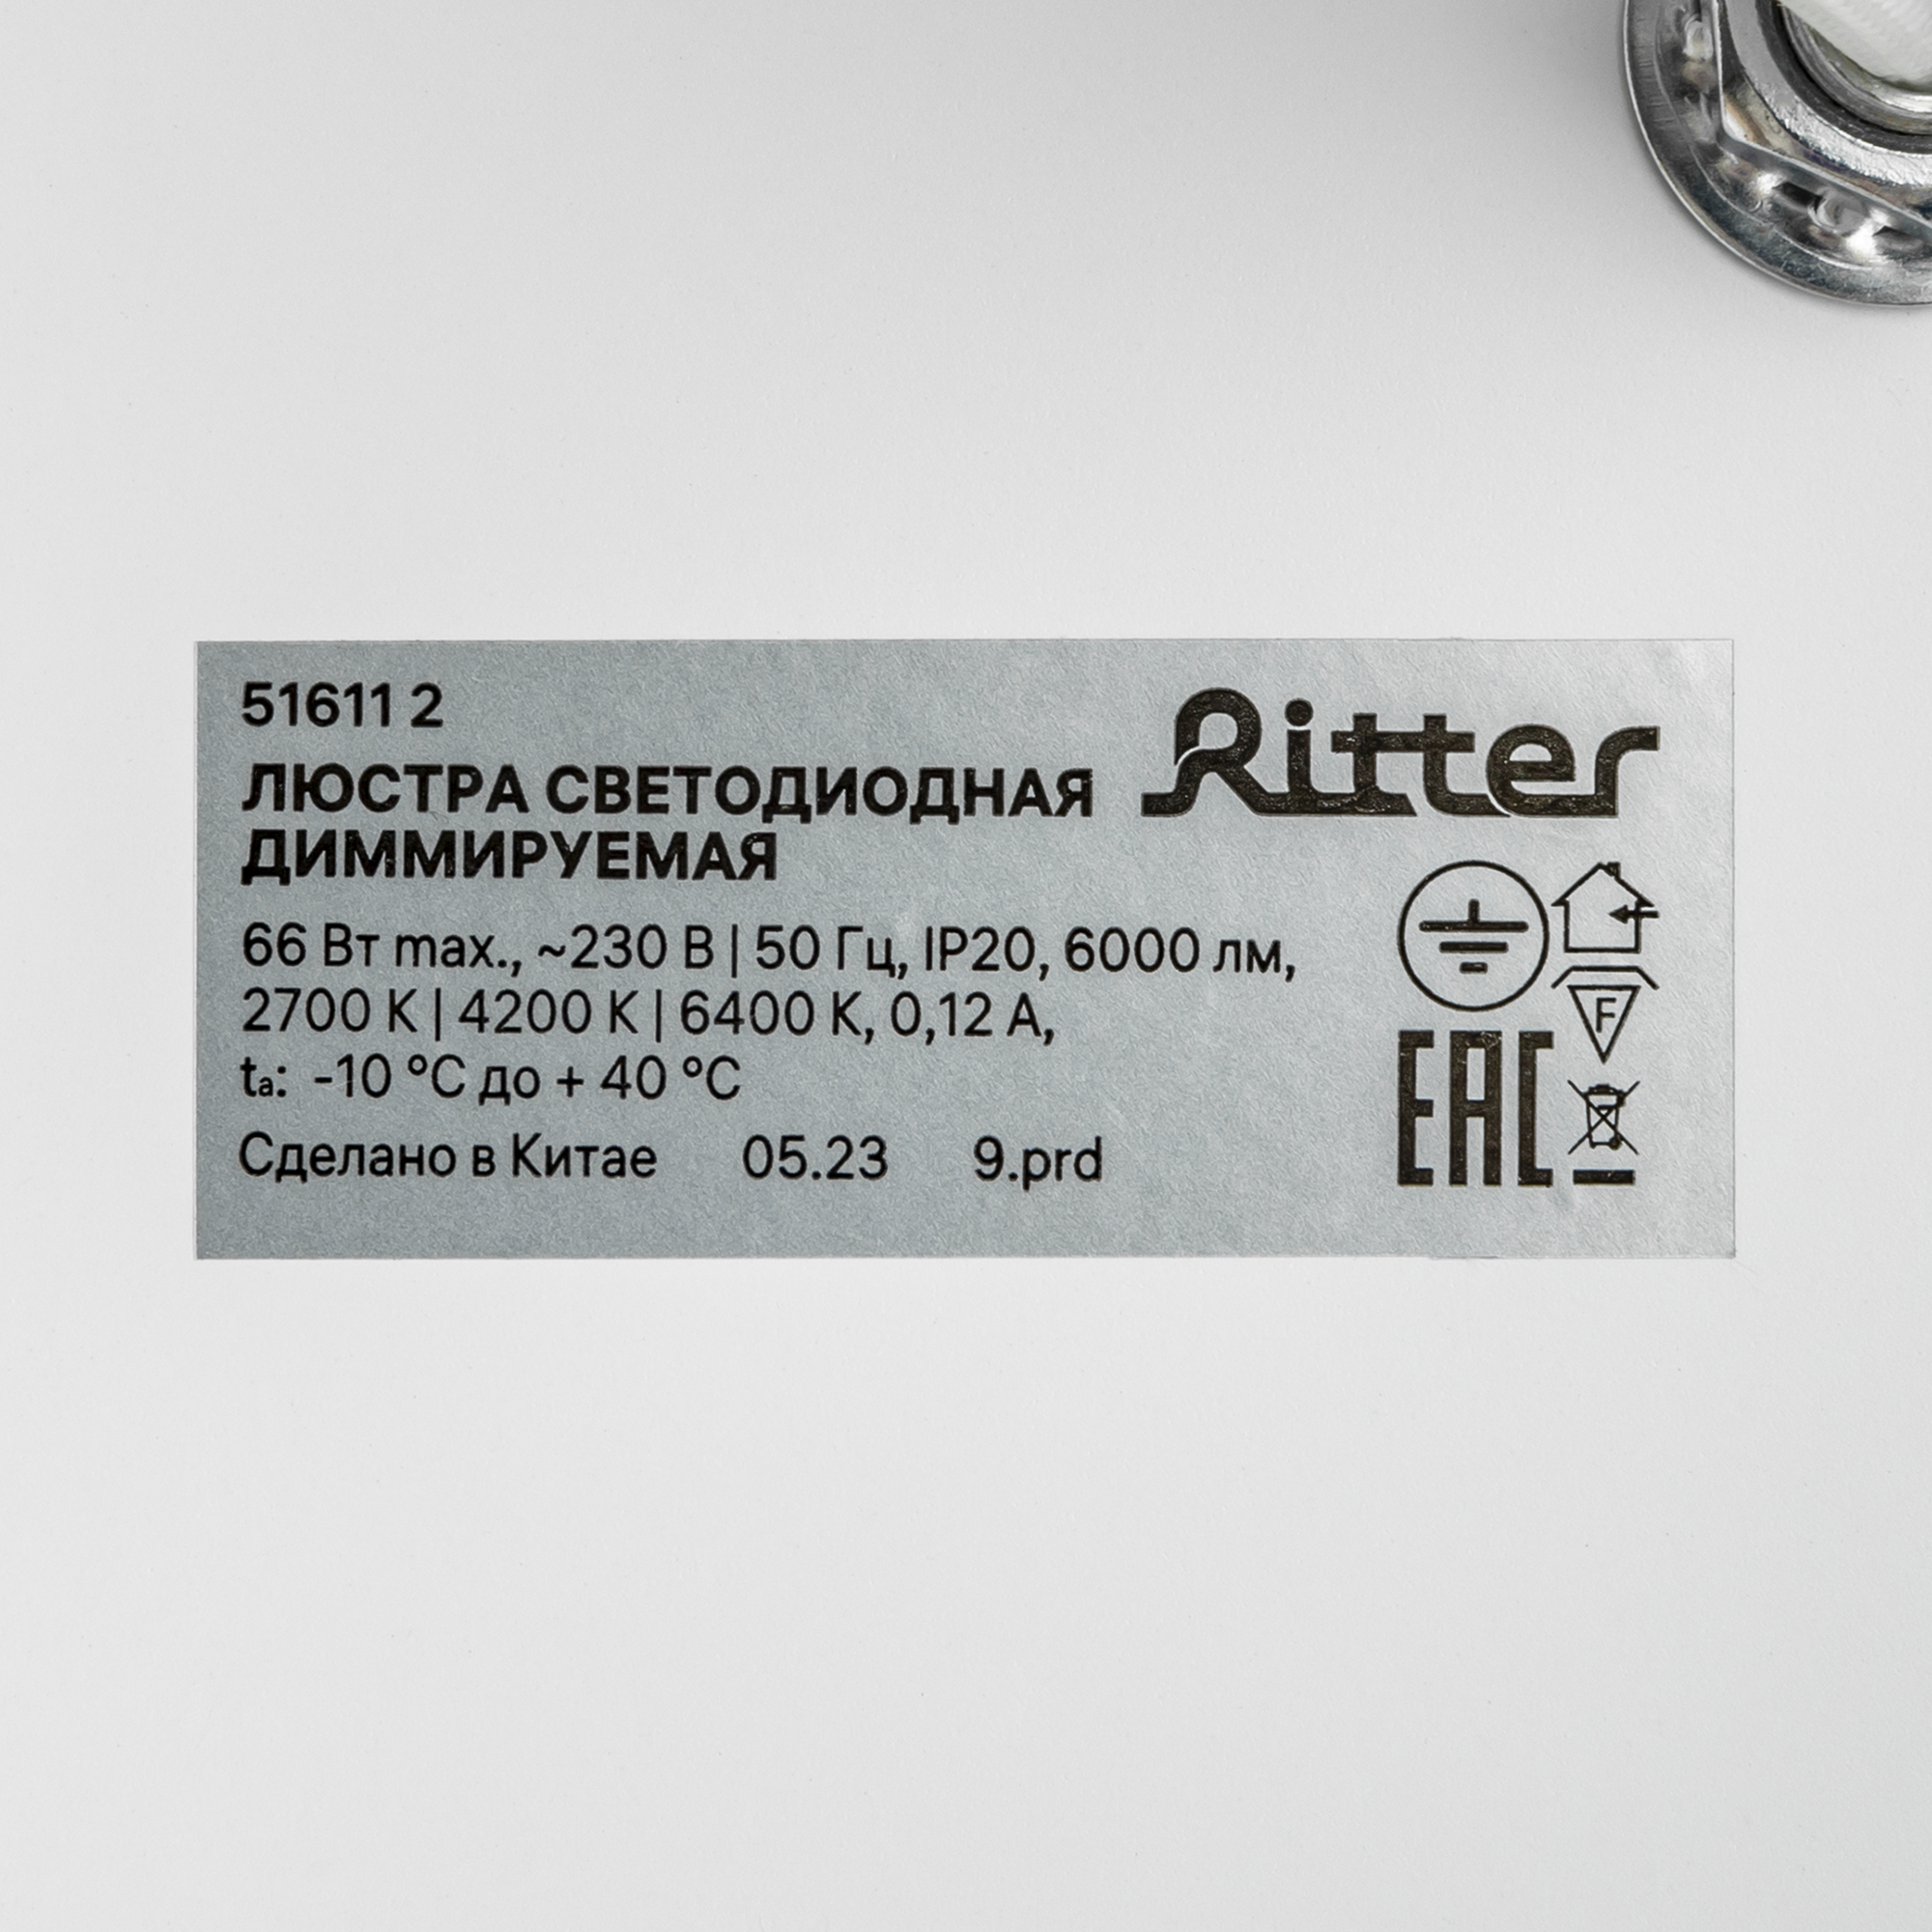 51611 2
Ritter
ЛЮСТРА СВЕТОДИОДНАЯ
ДИММИРУЕМАЯ
66 Вт max., ~230 В | 50 Гц, IP20, 6000 лм,
2700 К | 4200 К | 6400 К, 0,12 А,
ta: -10 °C до + 40 °C
F
EAC
Сделано в Китае 05.23 9.prd